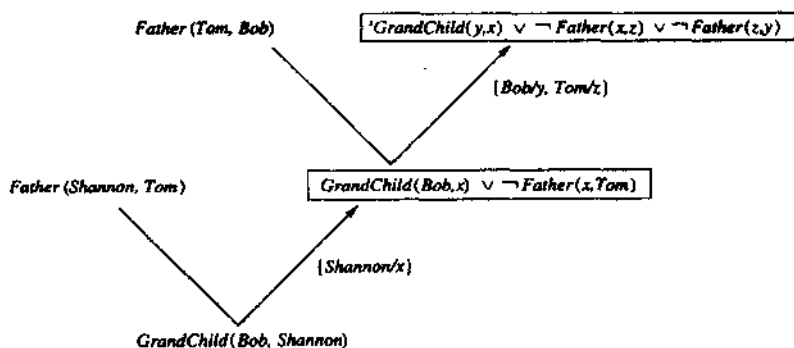 Father (Tom, Bob)
'GrandChild(y,x) ∨ ¬ Father(x,z) ∨ ¬ Father(z,y)
{Bob/y, Tom/z}
Father (Shannon, Tom)
GrandChild(Bob,x) ∨ ¬ Father(x,Tom)
{Shannon/x}
GrandChild(Bob, Shannon)